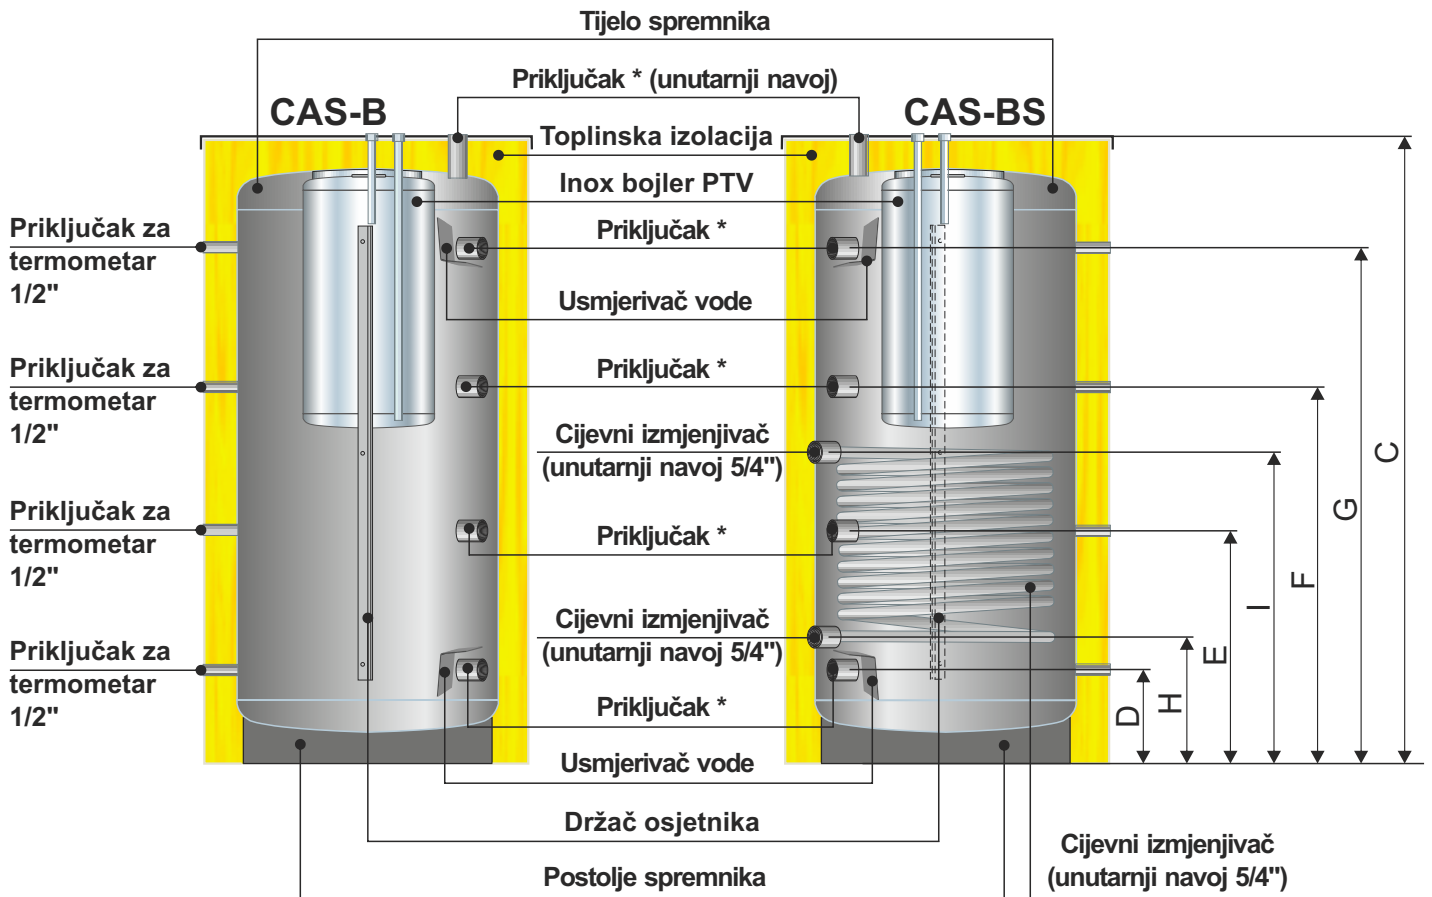 Tijelo spremnika
Priključak * (unutarnji navoj)
CAS-B
CAS-BS
Toplinska izolacija
Inox bojler PTV
Priključak za
termometar
1/2"
Priključak *
Usmjerivač vode
Priključak za
termometar
1/2"
Priključak *
Cijevni izmjenjivač
(unutarnji navoj 5/4")
Priključak za
termometar
1/2"
Priključak *
Cijevni izmjenjivač
(unutarnji navoj 5/4")
Priključak za
termometar
1/2"
Priključak *
Usmjerivač vode
Držač osjetnika
Postolje spremnika
Cijevni izmjenjivač
(unutarnji navoj 5/4")
D
H
E
I
F
G
C